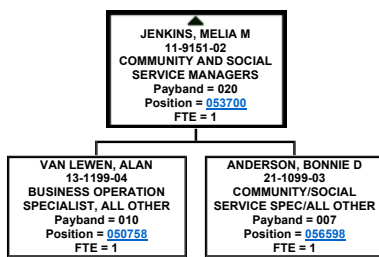 JENKINS, MELIA M
11-9151-02
COMMUNITY AND SOCIAL
SERVICE MANAGERS
Payband = 020
Position = 053700
FTE = 1
VAN LEWEN, ALAN
13-1199-04
BUSINESS OPERATION
SPECIALIST, ALL OTHER
Payband = 010
Position = 050758
FTE = 1
ANDERSON, BONNIE D
21-1099-03
COMMUNITY/SOCIAL
SERVICE SPEC/ALL OTHER
Payband = 007
Position = 056598
FTE = 1